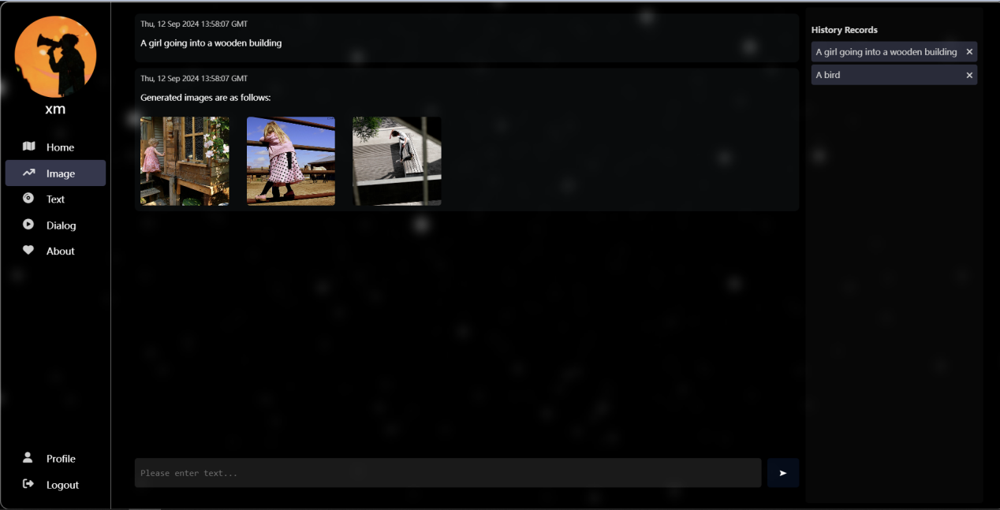 xm
Home
Image
Text
Dialog
About
Profile
Logout
Thu, 12 Sep 2024 13:58:07 GMT
A girl going into a wooden building
Thu, 12 Sep 2024 13:58:07 GMT
Generated images are as follows:
Please enter text...
History Records
A girl going into a wooden building ×
A bird ×